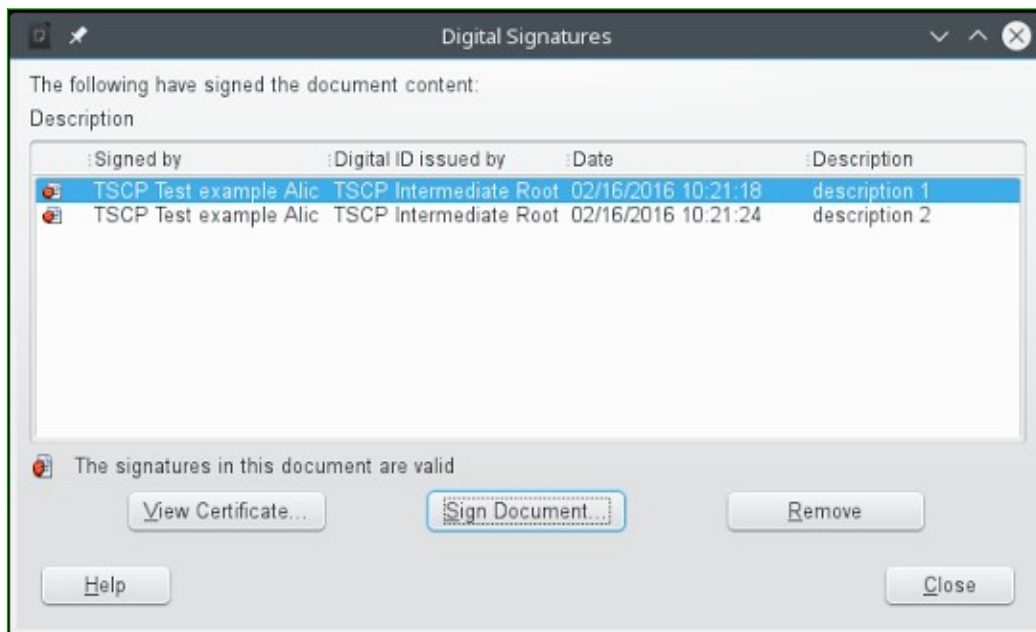 Digital Signatures
The following have signed the document content:
Description
Signed by Digital ID issued by Date Description
TSCP Test example Alic TSCP Intermediate Root 02/16/2016 10:21:18 description 1
TSCP Test example Alic TSCP Intermediate Root 02/16/2016 10:21:24 description 2
The signatures in this document are valid
View Certificate... Sign Document... Remove
Help Close